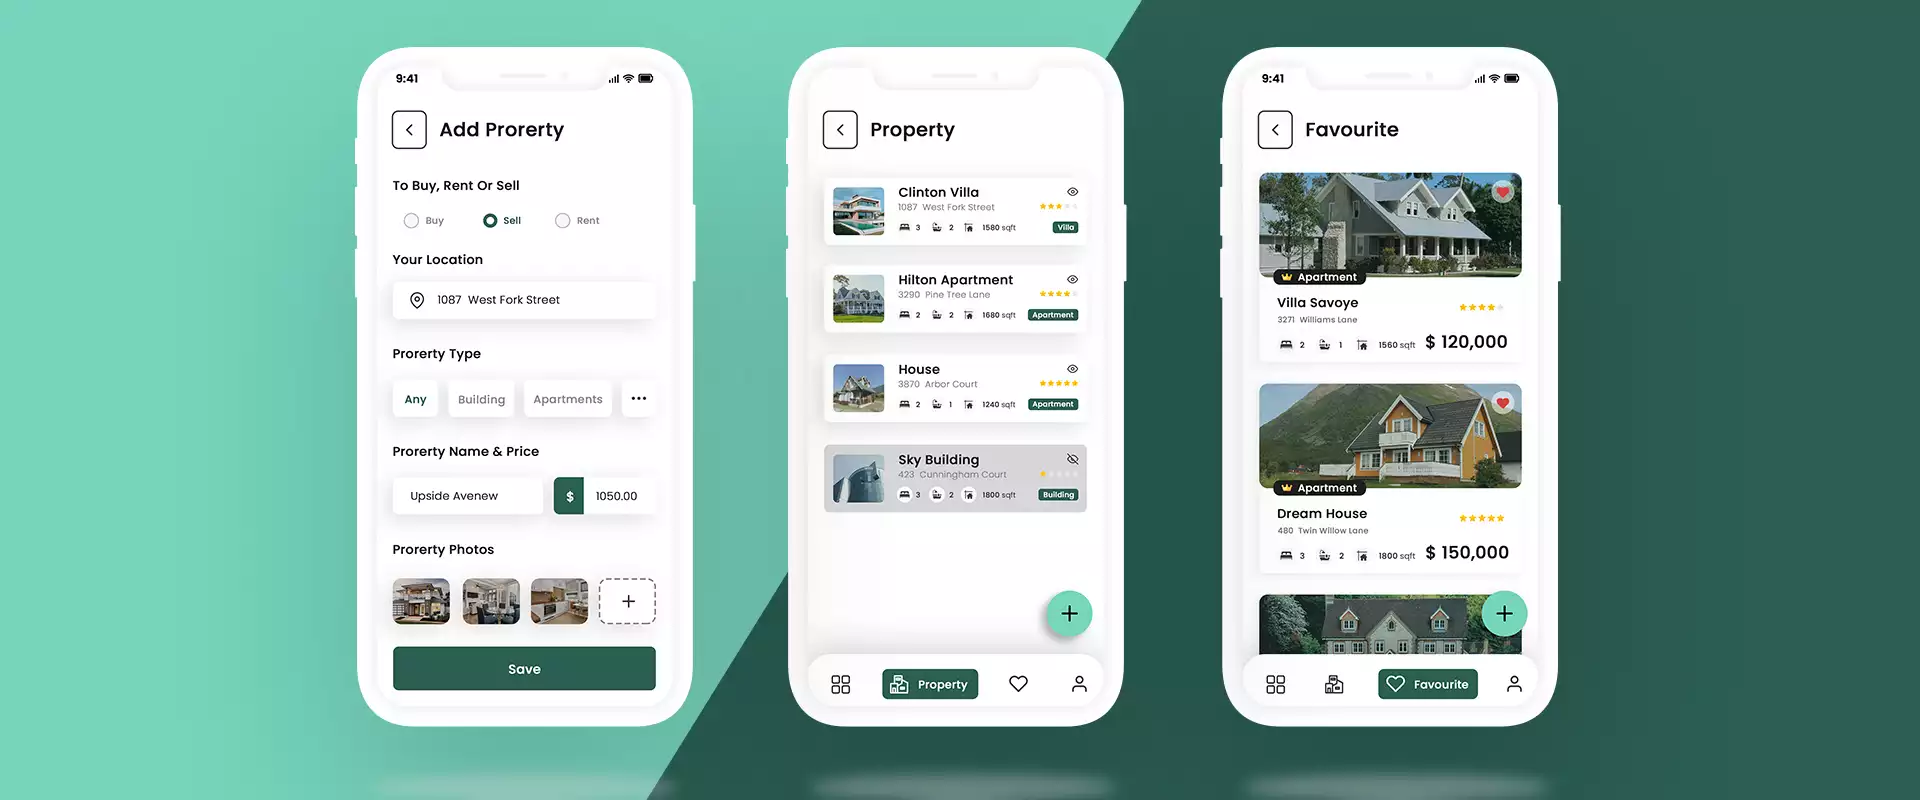 9:41
Add Prorerty
To Buy, Rent Or Sell
Buy
Sell
Rent
Your Location
1087 West Fork Street
Prorerty Type
Any
Building
Apartments
Prorerty Name & Price
Upside Avenew
$
1050.00
Prorerty Photos
+
Save
Property
Clinton Villa
1087 West Fork Street
3 2 1580 sqft
Villa
Hilton Apartment
3290 Pine Tree Lane
2 2 1680 sqft
Apartment
House
3870 Arbor Court
2 1 1240 sqft
Apartment
Sky Building
423 Cunningham Court
3 2 1800 sqft
Building
+
Property
9:41
Favourite
Apartment
Villa Savoye
3271 Williams Lane
2 1 1560 sqft $ 120,000
Apartment
Dream House
480 Twin Willow Lane
3 2 1800 sqft $ 150,000
+
Favourite